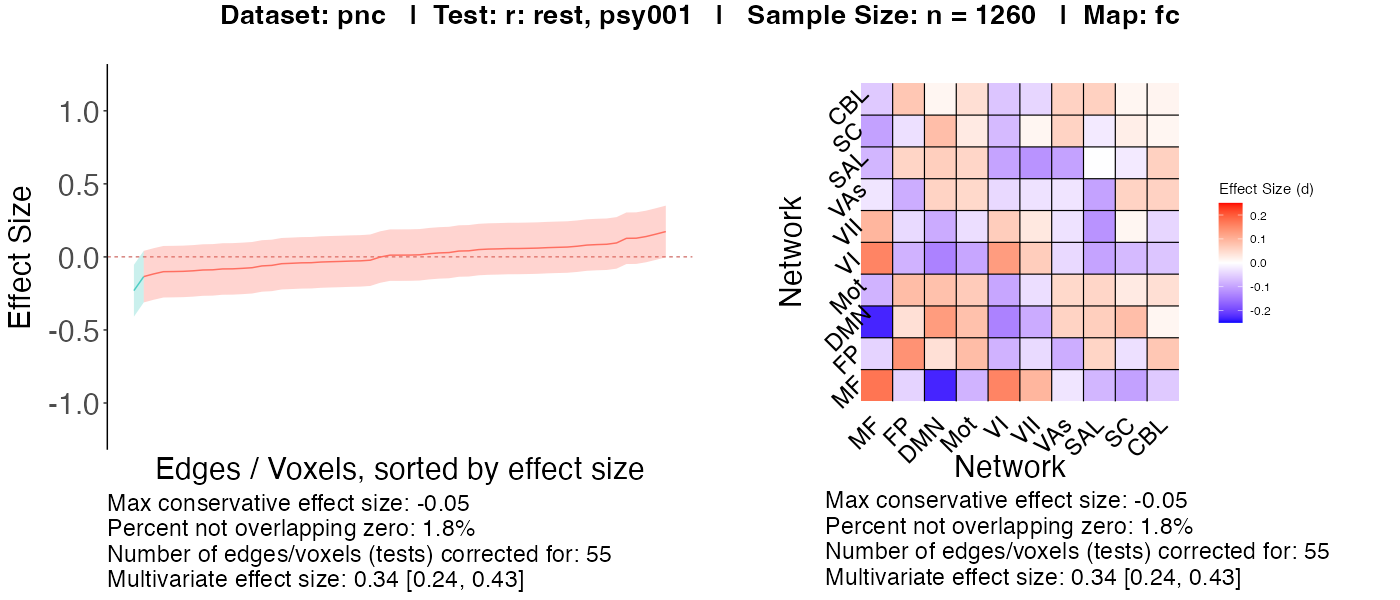 Dataset: pnc | Test: r: rest, psy001 | Sample Size: n = 1260 | Map: fc
Effect Size
1.0
0.5
0.0
-0.5
-1.0
Edges / Voxels, sorted by effect size
Max conservative effect size: -0.05
Percent not overlapping zero: 1.8%
Number of edges/voxels (tests) corrected for: 55
Multivariate effect size: 0.34 [0.24, 0.43]
Network
CBL
SC
SAL
VAs
VII
VI
Mot
DMN
FP
MF
MF
FP
DMN
Mot
VI
VII
VAs
SAL
SC
CBL
Network
Effect Size (d)
0.2
0.1
0.0
-0.1
-0.2
Max conservative effect size: -0.05
Percent not overlapping zero: 1.8%
Number of edges/voxels (tests) corrected for: 55
Multivariate effect size: 0.34 [0.24, 0.43]